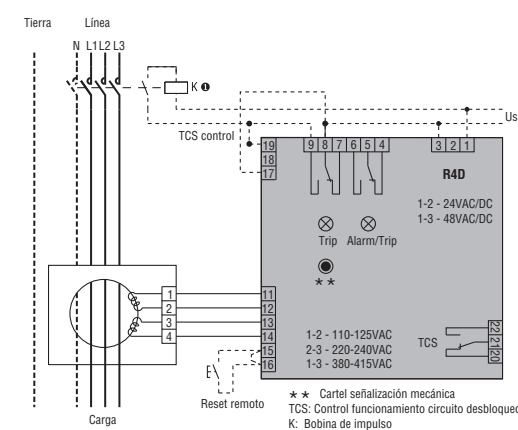 Tierra
Línea
N L1 L2 L3
K ❶
Us
TCS control
19
18
17
9 8 7 6 5 4
3 2 1
R4D
1-2 - 24VAC/DC
1-3 - 48VAC/DC
Trip
Alarm/Trip
* *
1
2
3
4
11
12
13
14
15
16
1-2 - 110-125VAC
2-3 - 220-240VAC
1-3 - 380-415VAC
TCS
22
21
20
E
Reset remoto
Carga
* * Cartel señalización mecánica
TCS: Control funcionamiento circuito desbloqueo
K: Bobina de impulso